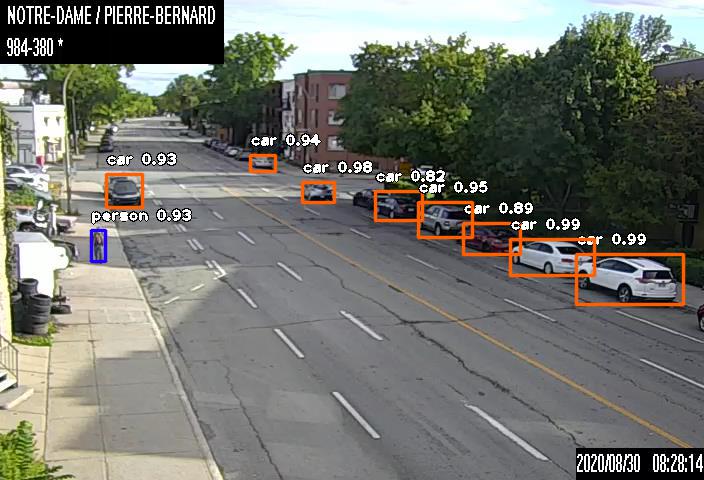 NOTRE-DAME / PIERRE-BERNARD
984-380 *
car 0.94
car 0.93
car 0.98
car 0.82
car 0.95
person 0.93
car 0.89
car 0.99
car 0.99
2020/08/30 08:28:14